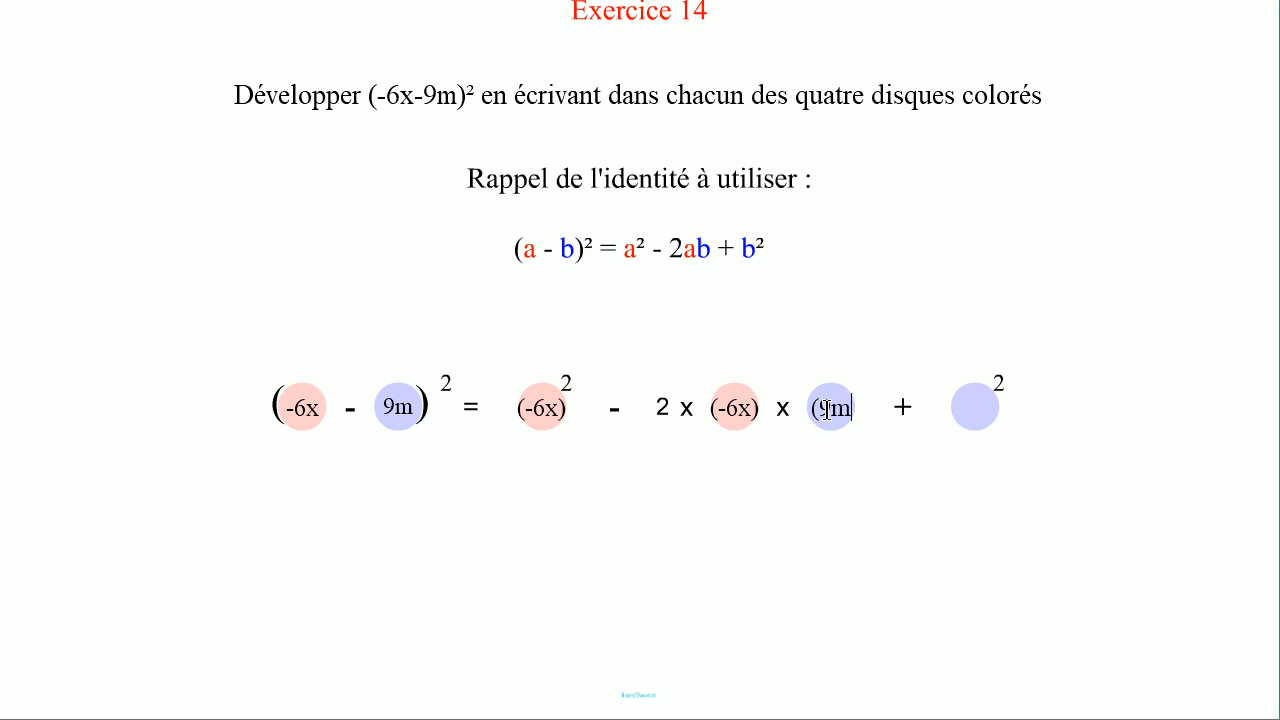 Exercice 14
Développer (-6x-9m)² en écrivant dans chacun des quatre disques colorés
Rappel de l'identité à utiliser :
(a - b)² = a² - 2ab + b²
(-6x - 9m)² = (-6x)² - 2 x (-6x) x (9m + ²